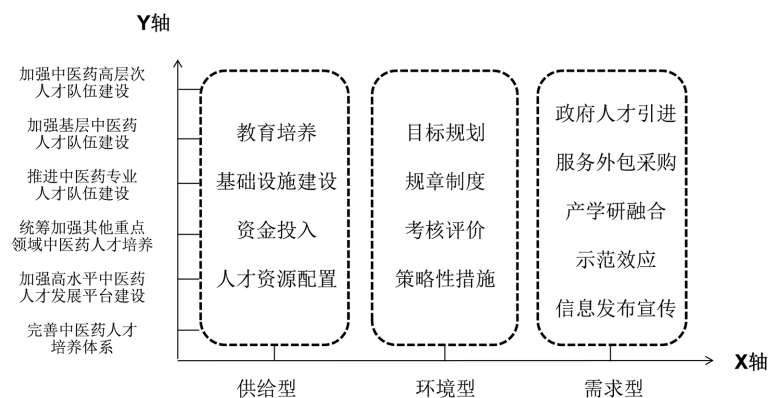 Y轴
加强中医药高层次
人才队伍建设
加强基层中医药
人才队伍建设
推进中医药专业
人才队伍建设
统筹加强其他重点
领域中医药人才培养
加强高水平中医药
人才发展平台建设
完善中医药人才
培养体系
教育培养
基础设施建设
资金投入
人才资源配置
目标规划
规章制度
考核评价
策略性措施
政府人才引进
服务外包采购
产学研融合
示范效应
信息发布宣传
供给型
环境型
需求型
X轴